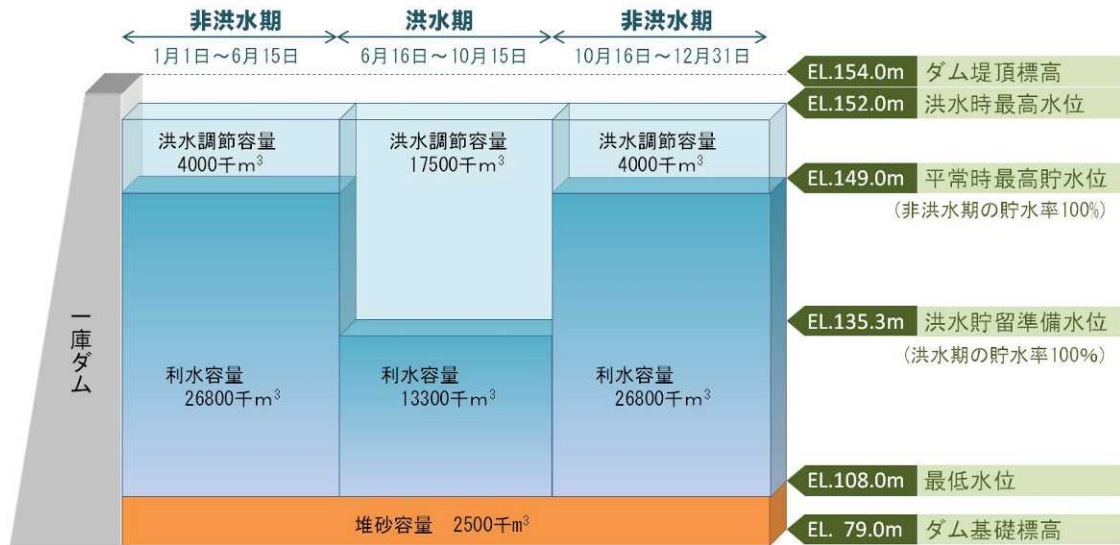 非洪水期
洪水期
非洪水期
1月1日～6月15日
6月16日～10月15日
10月16日～12月31日
EL.154.0m ダム堤頂標高
EL.152.0m 洪水時最高水位
洪水調節容量
4000千m³
洪水調節容量
17500千m³
洪水調節容量
4000千m³
EL.149.0m 平常時最高貯水位
(非洪水期の貯水率100%)
一庫ダム
EL.135.3m 洪水貯留準備水位
(洪水期の貯水率100%)
利水容量
26800千m³
利水容量
13300千m³
利水容量
26800千m³
EL.108.0m 最低水位
堆砂容量 2500千m³
EL. 79.0m ダム基礎標高